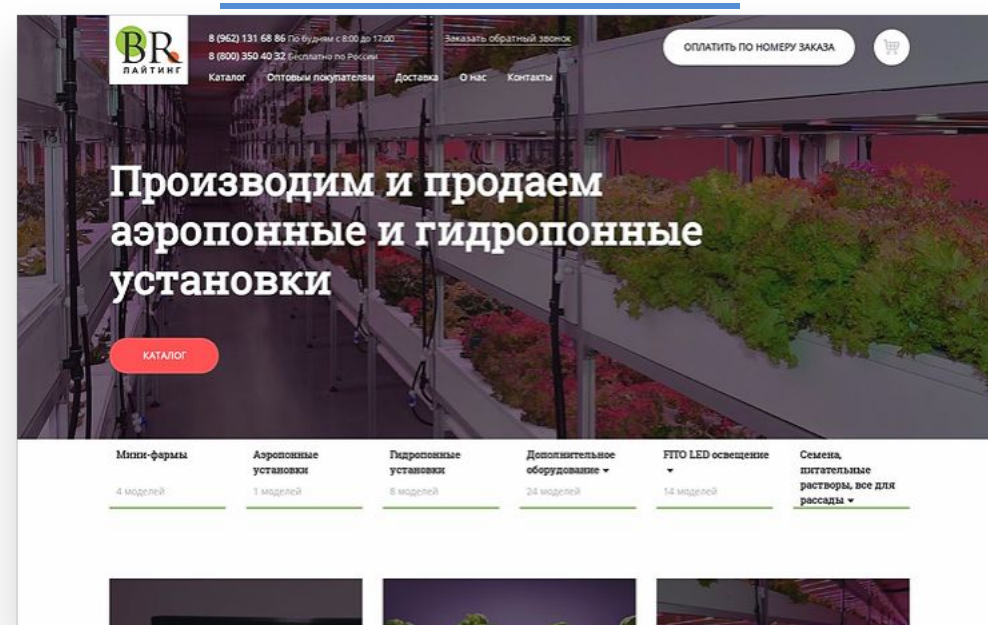 BR
ЛАЙТИНГ
8 (962) 131 68 86 По будням с 8:00 до 17:00
Заказать обратный звонок
8 (800) 350 40 32 Бесплатно по России
ОПЛАТИТЬ ПО НОМЕРУ ЗАКАЗА
Каталог Оптовым покупателям Доставка О нас Контакты
Производим и продаем
аэропонные и гидропонные
установки
КАТАЛОГ
Мини-фармы
4 моделей
Аэропонные
установки
1 моделей
Гидропонные
установки
8 моделей
Дополнительное
оборудование
24 моделей
FITO LED освещение
14 моделей
Семена,
питательные
растворы, все для
рассады